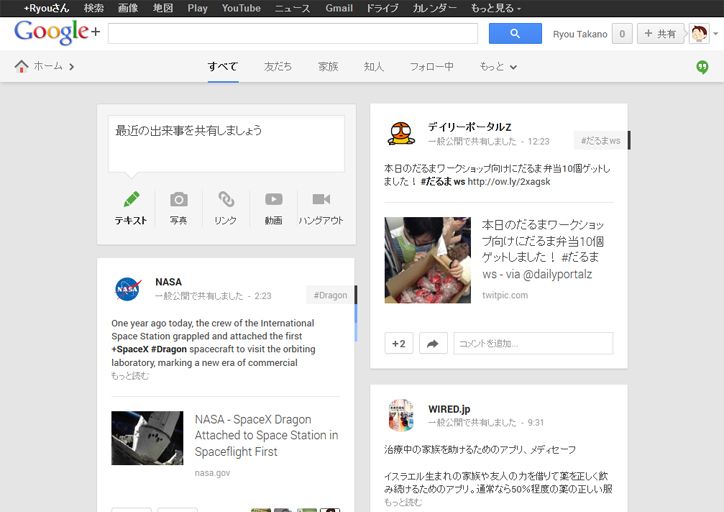 +Ryouさん 検索 画像 地図 Play YouTube ニュース Gmail ドライブ カレンダー もっと見る
Google+
Ryou Takano 0 + 共有
ホーム すべて 友だち 家族 知人 フォロー中 もっと
最近の出来事を共有しましょう
テキスト 写真 リンク 動画 ハングアウト
NASA
NASA
一般公開で共有しました - 2:23
#Dragon
One year ago today, the crew of the International
Space Station grappled and attached the first
+SpaceX #Dragon spacecraft to visit the orbiting
laboratory, marking a new era of commercial
もっと読む
NASA - SpaceX Dragon
Attached to Space Station in
Spaceflight First
nasa.gov
デイリーポータルZ
一般公開で共有しました - 12:23
#だるまws
本日のだるまワークショップ向けにだるま弁当10個ゲットし
ました！ #だるま ws http://ow.ly/2xagsk
本日のだるまワークショッ
プ向けにだるま弁当10個
ゲットしました！ #だるま
ws - via @dailyportalz
twitpic.com
+2 コメントを追加...
WIRED.jp
一般公開で共有しました - 9:31
治療中の家族を助けるためのアプリ、メディセーフ
イスラエル生まれの家族や友人の力を借りて薬を正しく飲
み続けるためのアプリ。通常なら50％程度の薬の正しい服
もっと読む